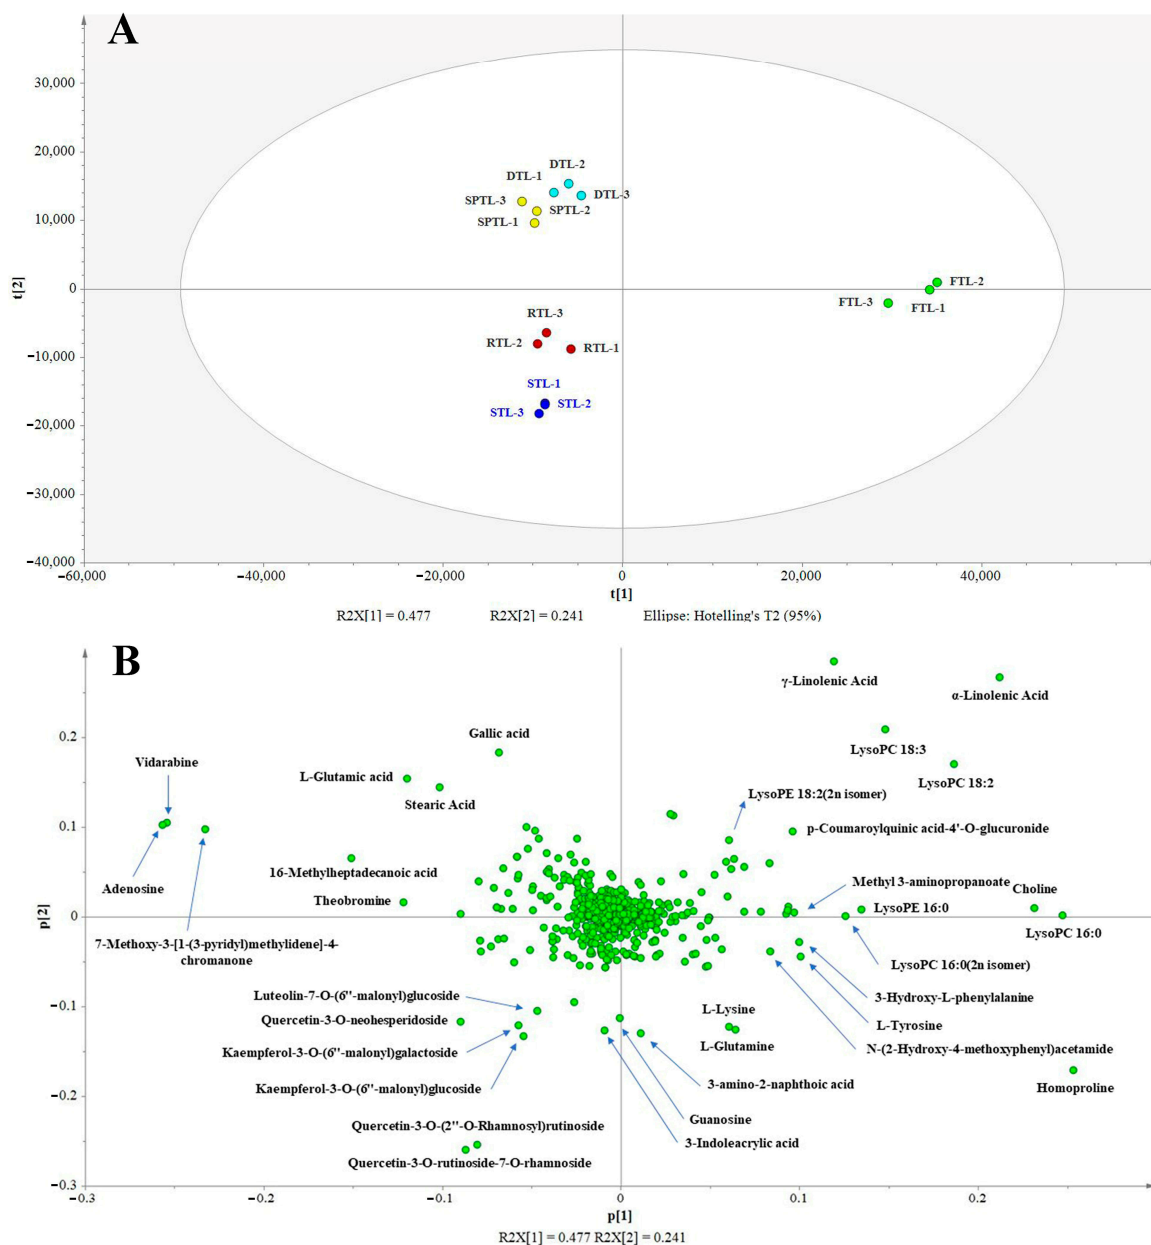 A
30,000
20,000
10,000
0
−10,000
−20,000
−30,000
−40,000
t[2]
DTL-2
DTL-1
DTL-3
SPTL-3
SPTL-2
SPTL-1
FTL-2
FTL-3
FTL-1
RTL-3
RTL-2
RTL-1
STL-1
STL-2
STL-3
−60,000
−40,000
−20,000
0
20,000
40,000
t[1]
R2X[1] = 0.477 R2X[2] = 0.241 Ellipse: Hotelling's T2 (95%)
B
0.2
0.1
0
−0.1
−0.2
−0.3
p[2]
γ-Linolenic Acid
α-Linolenic Acid
Gallic acid
LysoPC 18:3
Vidarabine
L-Glutamic acid
LysoPC 18:2
Stearic Acid
LysoPE 18:2(2n isomer)
p-Coumaroylquinic acid-4'-O-glucuronide
16-Methylheptadecanoic acid
Adenosine
Methyl 3-aminopropanoate
Choline
Theobromine
LysoPE 16:0
LysoPC 16:0
7-Methoxy-3-[1-(3-pyridyl)methylidene]-4-
chromanone
LysoPC 16:0(2n isomer)
Luteolin-7-O-(6''-malonyl)glucoside
3-Hydroxy-L-phenylalanine
L-Lysine
Quercetin-3-O-neohesperidoside
L-Tyrosine
L-Glutamine
Kaempferol-3-O-(6''-malonyl)galactoside
N-(2-Hydroxy-4-methoxyphenyl)acetamide
Kaempferol-3-O-(6''-malonyl)glucoside
3-amino-2-naphthoic acid
Homoproline
Guanosine
Quercetin-3-O-(2''-O-Rhamnosyl)rutinoside
3-Indoleacrylic acid
Quercetin-3-O-rutinoside-7-O-rhamnoside
−0.3
−0.2
−0.1
0
0.1
0.2
p[1]
R2X[1] = 0.477 R2X[2] = 0.241